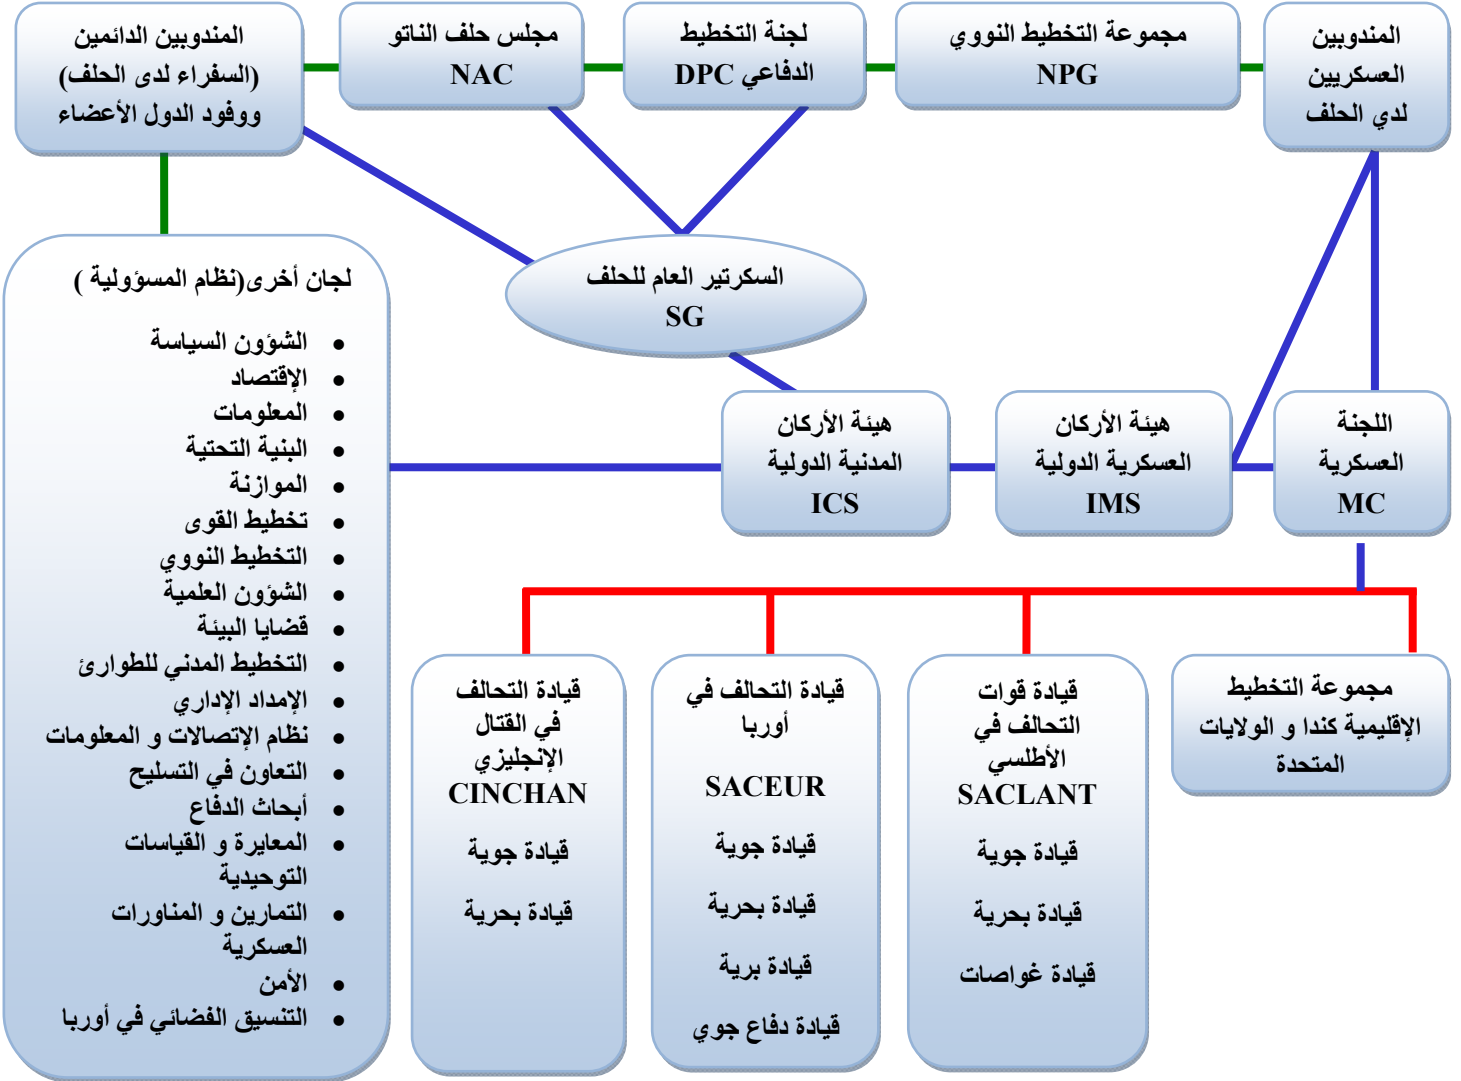 المندوبين
العسكريين
لدي الحلف
مجموعة التخطيط النووي
NPG
لجنة التخطيط
الدفاعي DPC
مجلس حلف الناتو
NAC
المندوبين الدائمين
(السفراء لدى الحلف)
ووفود الدول الأعضاء
السكرتير العام للحلف
SG
اللجنة
العسكرية
MC
هيئة الأركان
العسكرية الدولية
IMS
هيئة الأركان
المدنية الدولية
ICS
لجان أخرى(نظام المسؤولية )
• الشؤون السياسة
• الإقتصاد
• المعلومات
• البنية التحتية
• الموازنة
• تخطيط القوى
• التخطيط النووي
• الشؤون العلمية
• قضايا البيئة
• التخطيط المدني للطوارئ
• الإمداد الإداري
• نظام الإتصالات و المعلومات
• التعاون في التسليح
• أبحاث الدفاع
• المعايرة و القياسات
التوحيدية
• التمارين و المناورات
العسكرية
• الأمن
• التنسيق الفضائي في أوربا
مجموعة التخطيط
الإقليمية كندا و الولايات
المتحدة
قيادة قوات
التحالف في
الأطلسي
SACLANT
قيادة جوية
قيادة بحرية
قيادة غواصات
قيادة التحالف في
أوربا
SACEUR
قيادة جوية
قيادة بحرية
قيادة برية
قيادة دفاع جوي
قيادة التحالف
في القتال
الإنجليزي
CINCHAN
قيادة جوية
قيادة بحرية